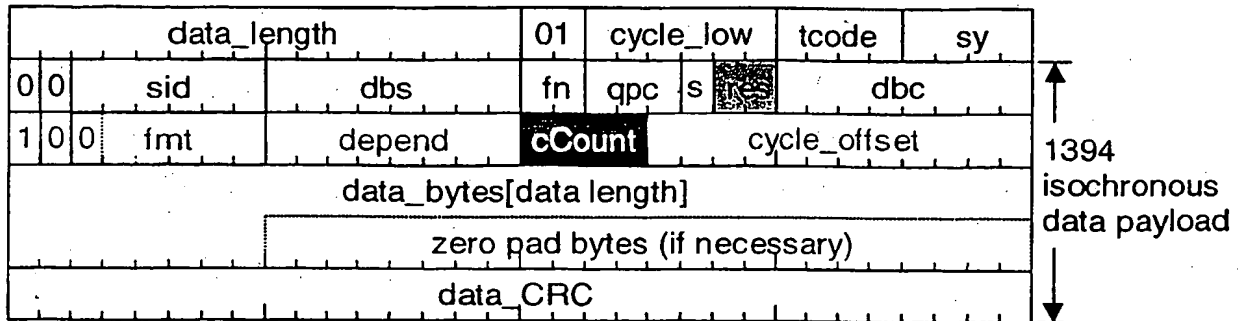 data_length 01 cycle_low tcode sy
0 0 sid dbs fn qpc s res dbc
1 0 0 fmt depend cCount cycle_offset
data_bytes[data length]
zero pad bytes (if necessary)
data_CRC
1394
isochronous
data payload